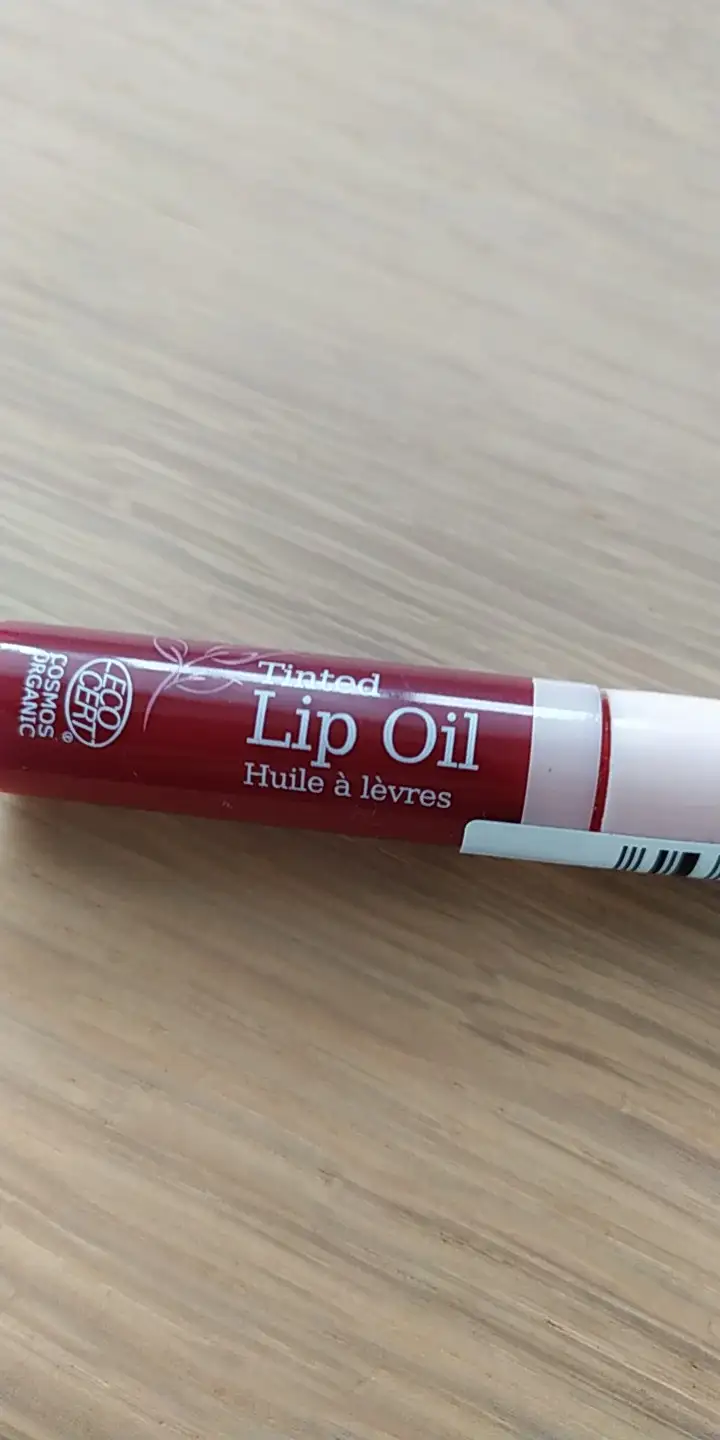 Tinted
Lip Oil
Huile à lèvres
ECO
CERT
COSMOS
ORGANIC